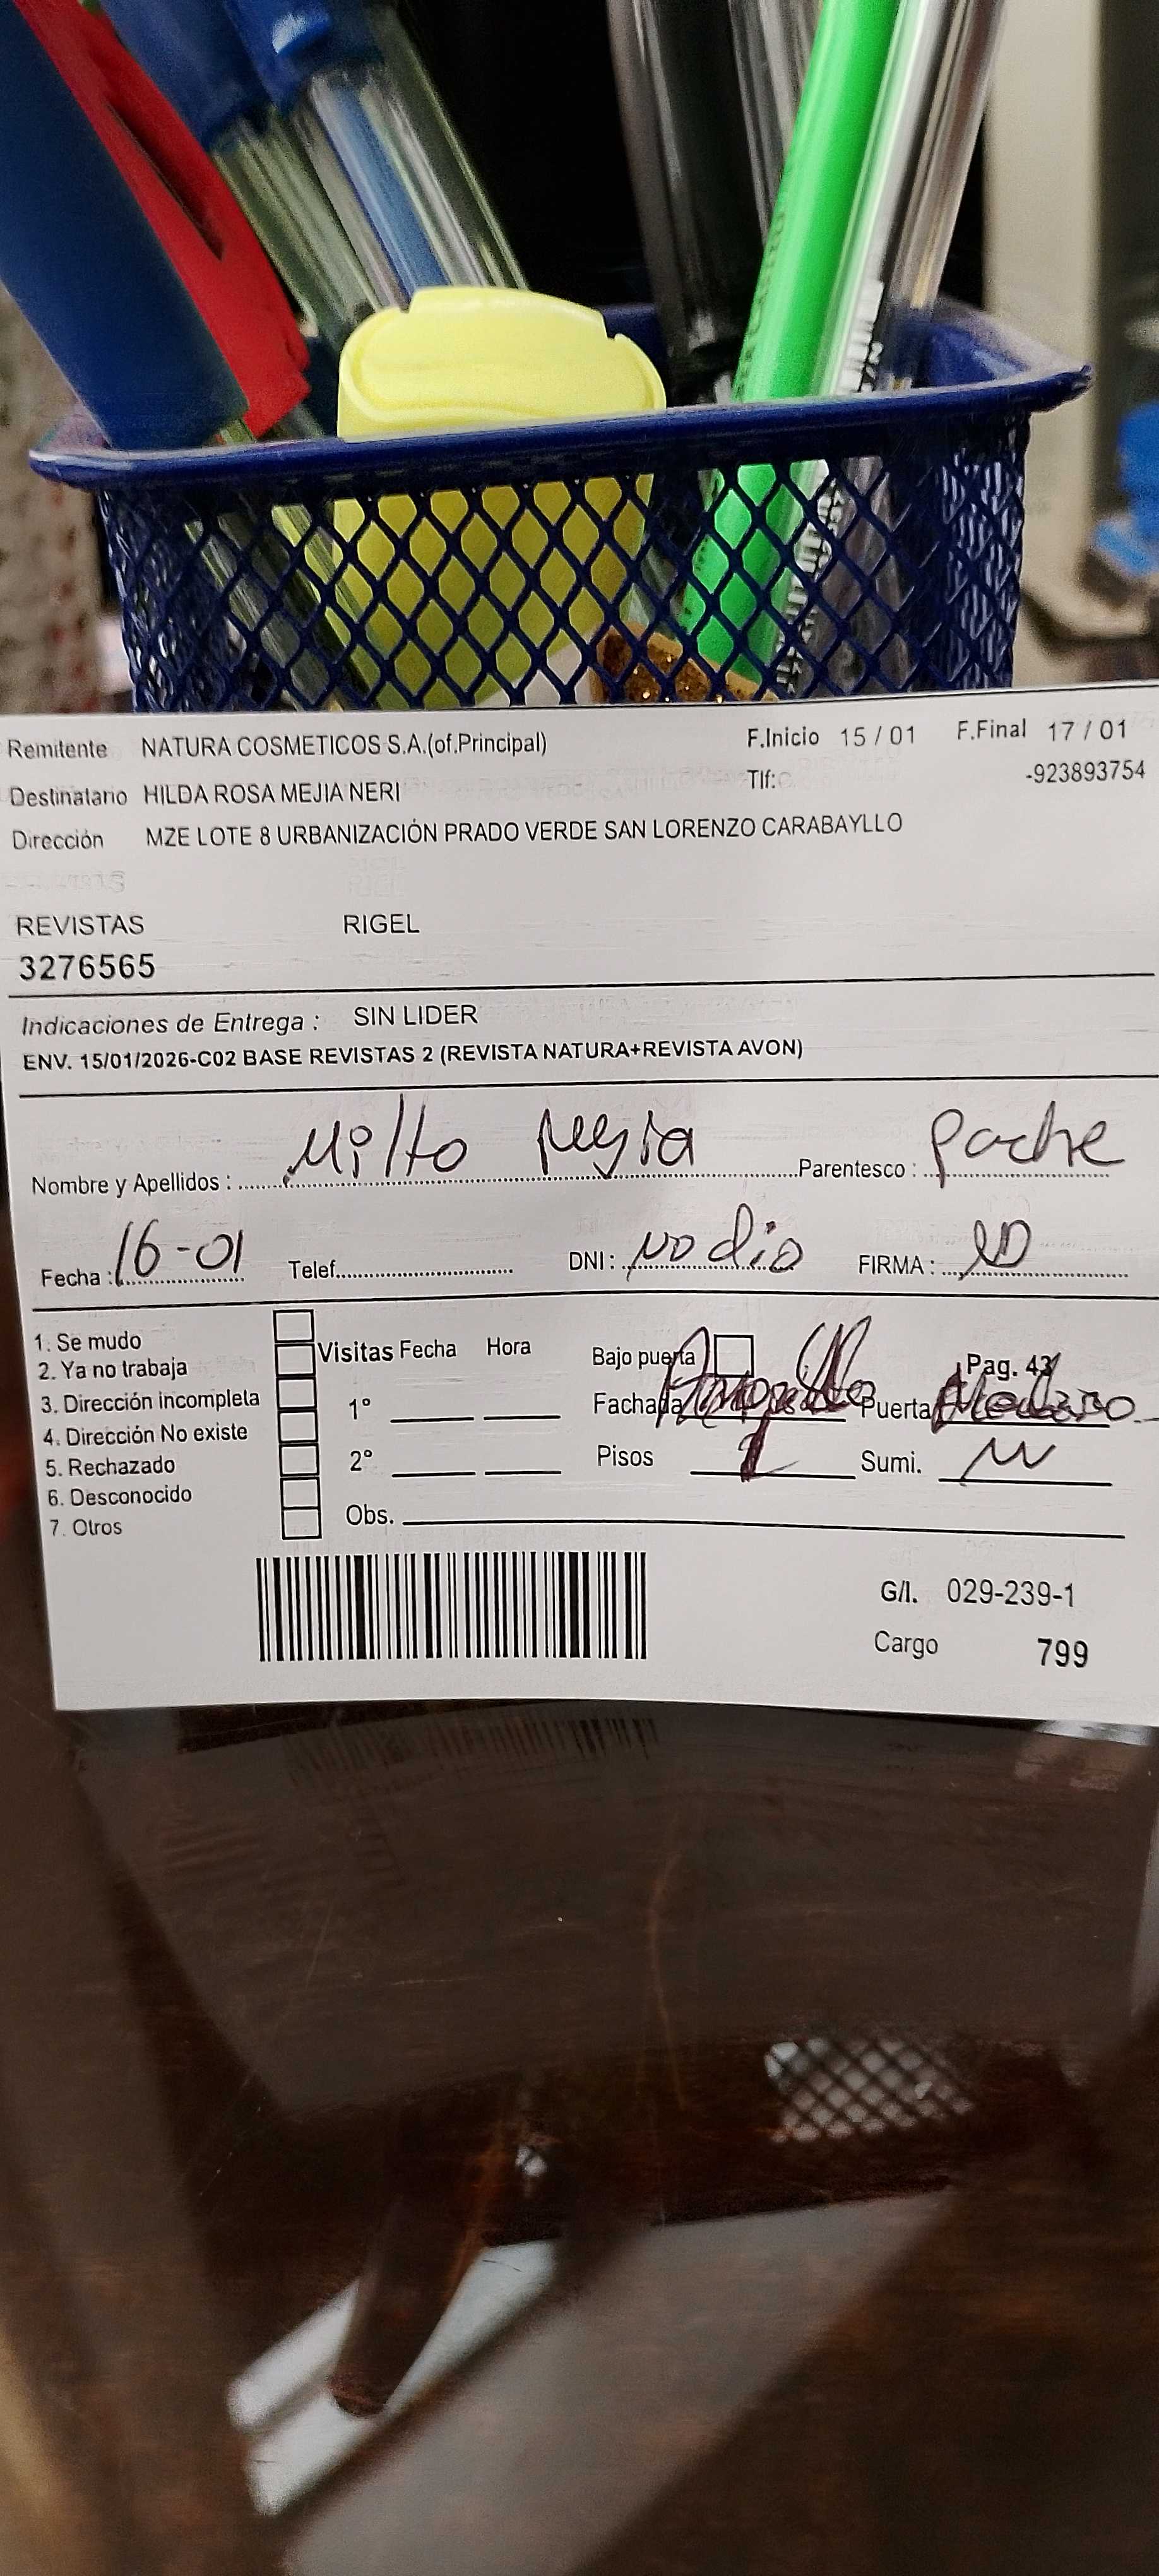 Remitente NATURA COSMETICOS S.A.(of.Principal) F.Inicio 15 / 01 F.Final 17 / 01
Destinatario HILDA ROSA MEJIA NERI Tlf: -923893754
Dirección MZE LOTE 8 URBANIZACIÓN PRADO VERDE SAN LORENZO CARABAYLLO
REVISTAS RIGEL
3276565
Indicaciones de Entrega : SIN LIDER
ENV. 15/01/2026-C02 BASE REVISTAS 2 (REVISTA NATURA+REVISTA AVON)
Nombre y Apellidos : Milto Mejia Parentesco : Padre
Fecha : 16-01 Telef. DNI : NO dio FIRMA :
1. Se mudo
2. Ya no trabaja Visitas Fecha Hora Bajo puerta Pag. 43
3. Dirección incompleta 1° Fachada Puerta
4. Dirección No existe
5. Rechazado 2° Pisos Sumi.
6. Desconocido
7. Otros Obs.
G/I. 029-239-1
Cargo 799